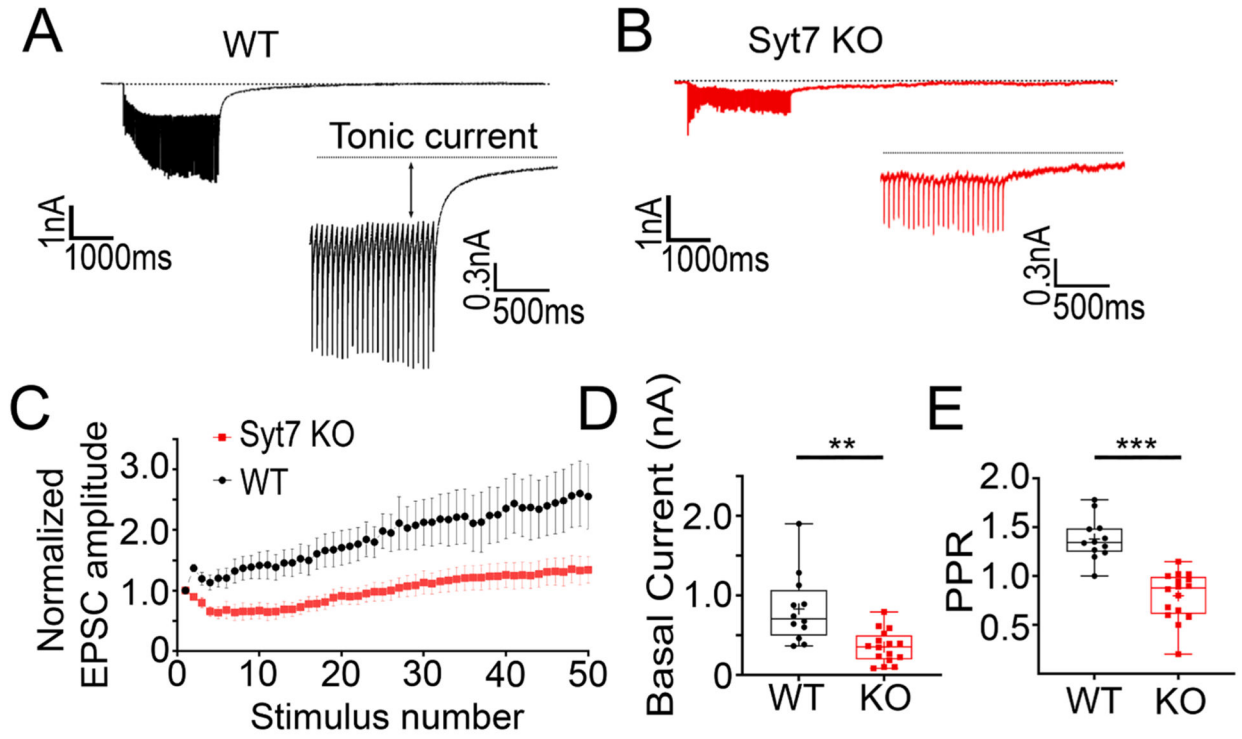 A
WT
Tonic current
1nA
1000ms
0.3nA
500ms
B
Syt7 KO
1nA
1000ms
0.3nA
500ms
C
Normalized
EPSC amplitude
Syt7 KO
WT
3.0
2.0
1.0
0
0
10
20
30
40
50
Stimulus number
D
Basal Current (nA)
**
2.0
1.0
0
WT
KO
E
PPR
***
2.0
1.5
1.0
0.5
WT
KO